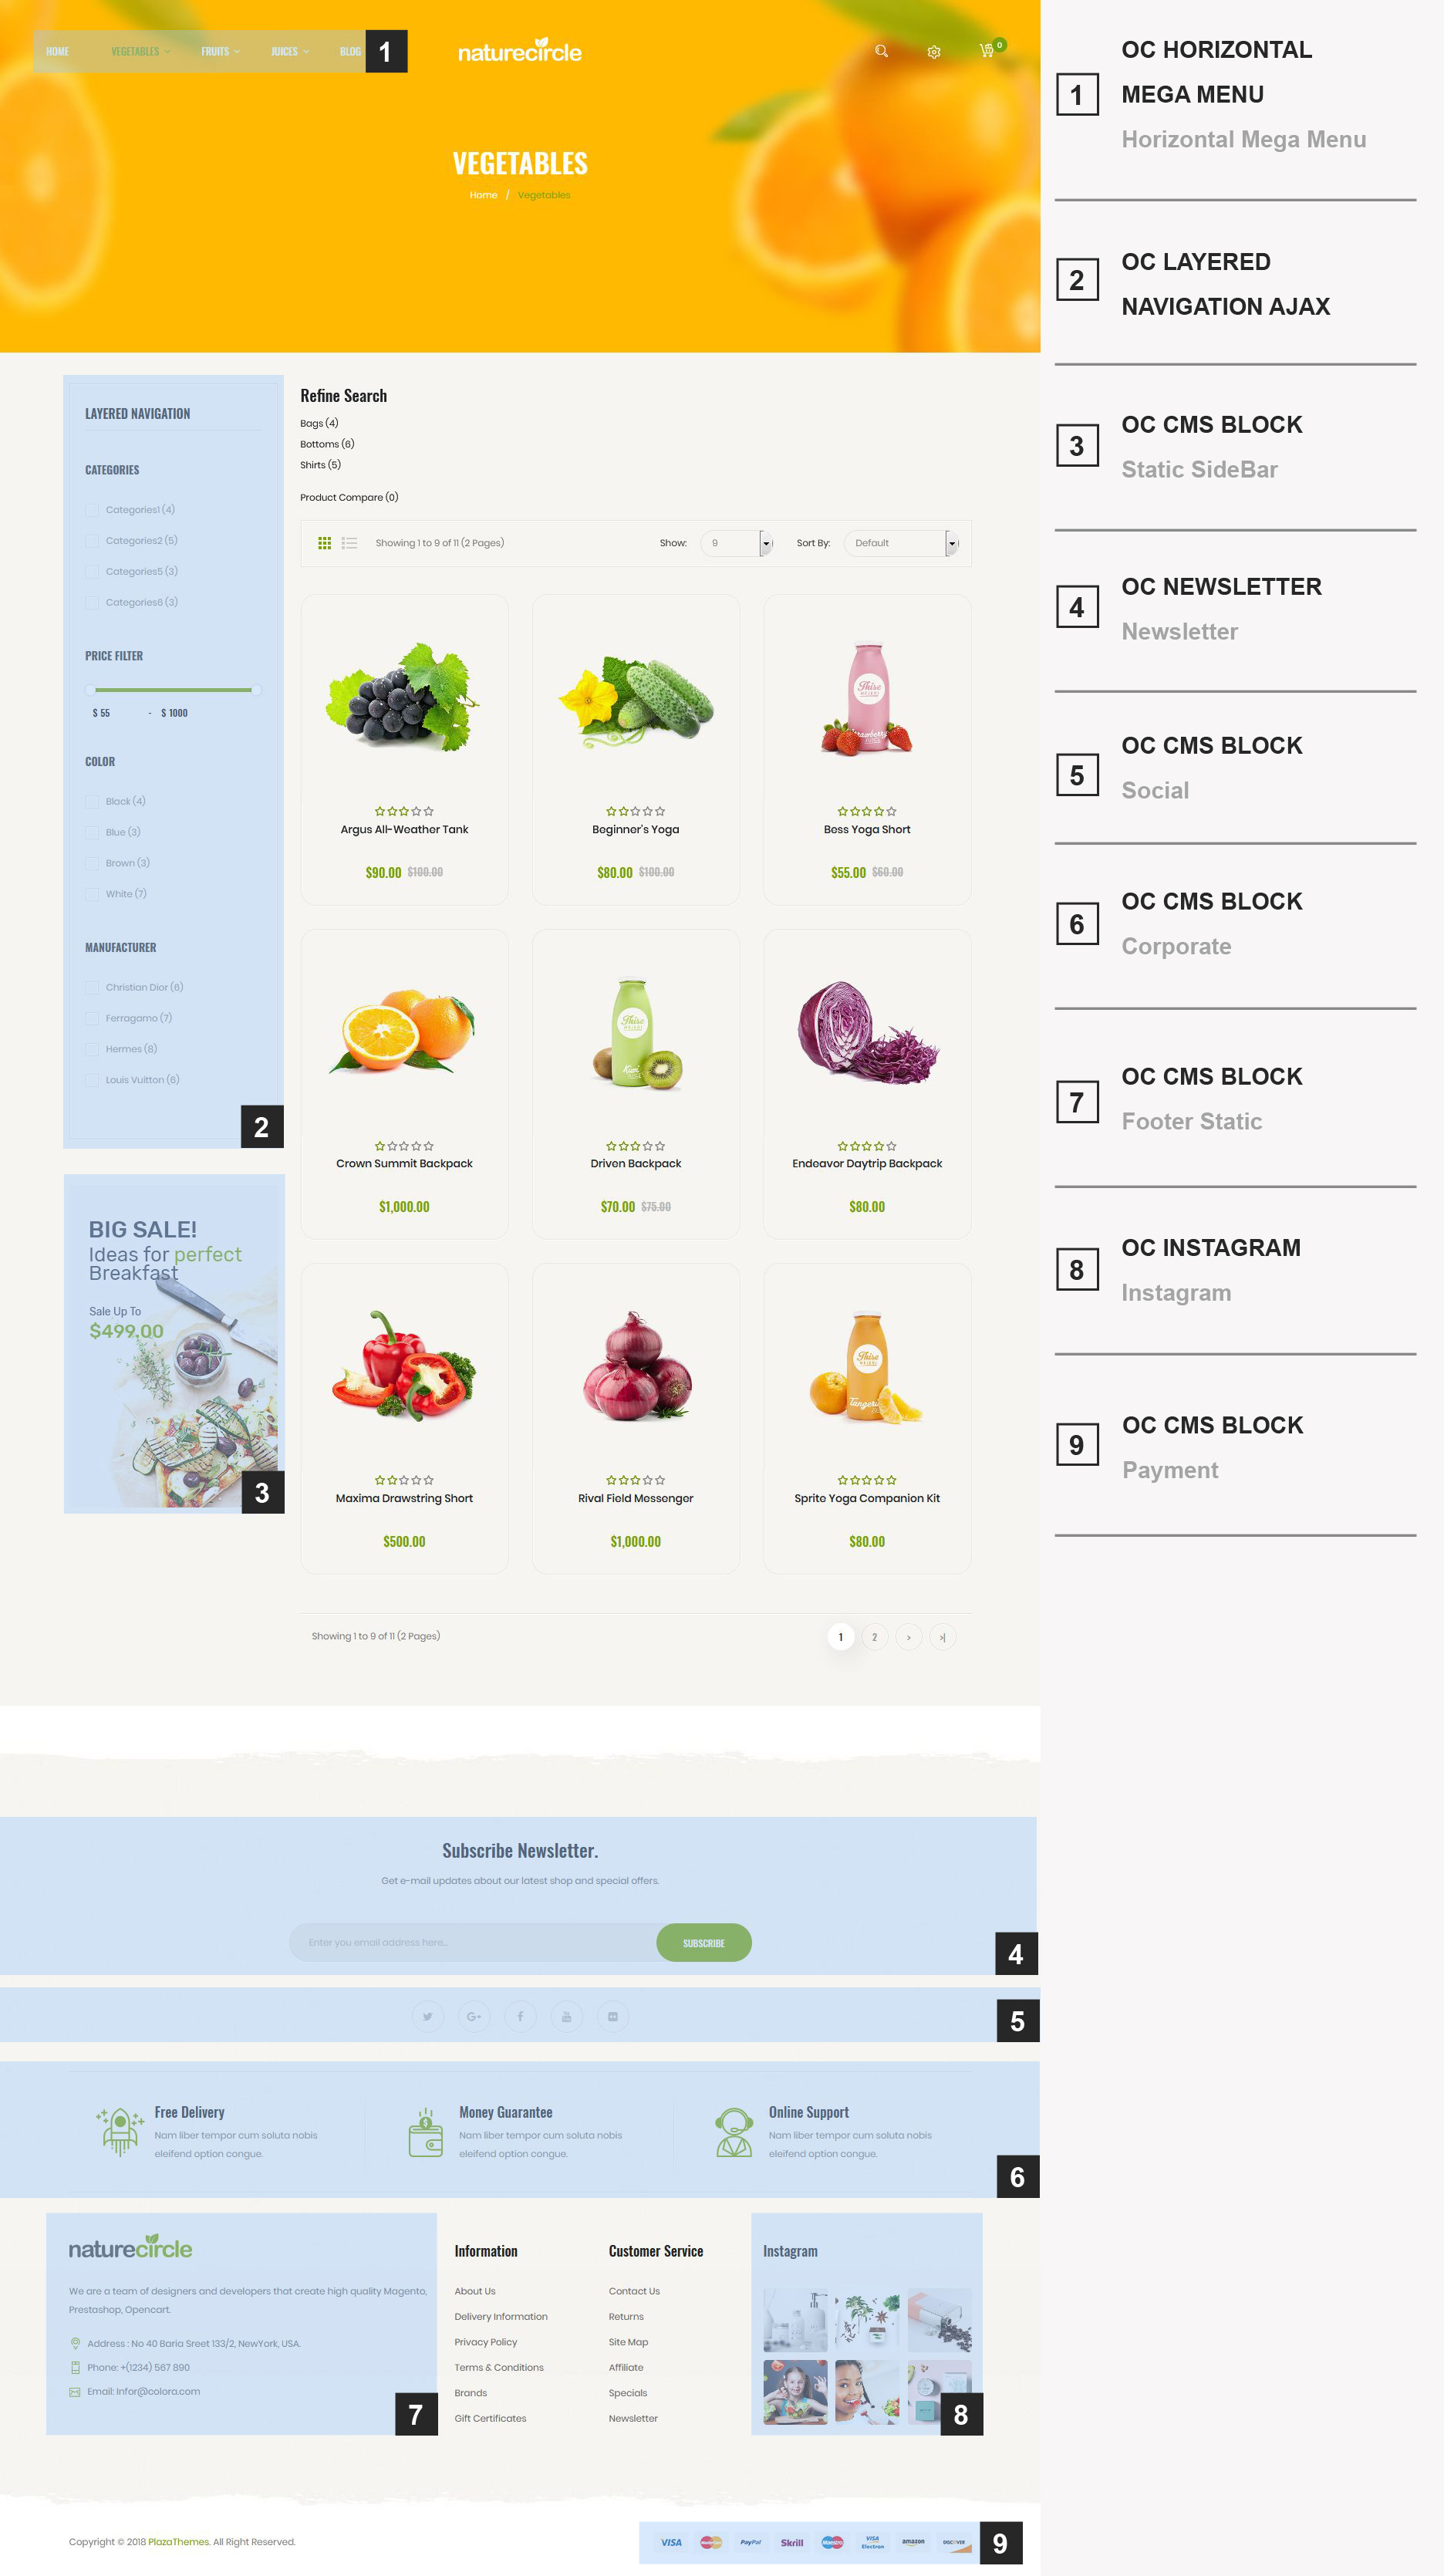 HOME VEGETABLES FRUITS JUICES BLOG 1 naturecircle 0
VEGETABLES
Home / Vegetables
LAYERED NAVIGATION
CATEGORIES
Categories1 (4)
Categories2 (5)
Categories5 (3)
Categories6 (3)
PRICE FILTER
$ 55 - $ 1000
COLOR
Black (4)
Blue (3)
Brown (3)
White (7)
MANUFACTURER
Christian Dior (6)
Ferragamo (7)
Hermes (8)
Louis Vuitton (6)
2
BIG SALE!
Ideas for perfect
Breakfast
Sale Up To
$499.00
3
Refine Search
Bags (4)
Bottoms (6)
Shirts (5)
Product Compare (0)
Showing 1 to 9 of 11 (2 Pages) Show: 9 Sort By: Default
Argus All-Weather Tank
$90.00 $100.00
Beginner's Yoga
$80.00 $100.00
Thise
Strawberry
Bess Yoga Short
$55.00 $60.00
Crown Summit Backpack
$1,000.00
Thise
Kiwi
Driven Backpack
$70.00 $75.00
Endeavor Daytrip Backpack
$80.00
Maxima Drawstring Short
$500.00
Rival Field Messenger
$1,000.00
Thise
Sprite Yoga Companion Kit
$80.00
Showing 1 to 9 of 11 (2 Pages) 1 2 > >|
Subscribe Newsletter.
Get e-mail updates about our latest shop and special offers.
Enter you email address here... SUBSCRIBE
4
5
Free Delivery
Nam liber tempor cum soluta nobis
eleifend option congue.
Money Guarantee
Nam liber tempor cum soluta nobis
eleifend option congue.
Online Support
Nam liber tempor cum soluta nobis
eleifend option congue.
6
naturecircle
We are a team of designers and developers that create high quality Magento,
Prestashop, Opencart.
Address : No 40 Baria Sreet 133/2, NewYork, USA.
Phone: +(1234) 567 890
Email: Infor@colora.com
7
Information
About Us
Delivery Information
Privacy Policy
Terms & Conditions
Brands
Gift Certificates
Customer Service
Contact Us
Returns
Site Map
Affiliate
Specials
Newsletter
Instagram
8
Copyright © 2018 PlazaThemes. All Right Reserved.
VISA MasterCard PayPal Skrill Maestro VISA Electron amazon DISCOVER 9
1
OC HORIZONTAL
MEGA MENU
Horizontal Mega Menu
2
OC LAYERED
NAVIGATION AJAX
3
OC CMS BLOCK
Static SideBar
4
OC NEWSLETTER
Newsletter
5
OC CMS BLOCK
Social
6
OC CMS BLOCK
Corporate
7
OC CMS BLOCK
Footer Static
8
OC INSTAGRAM
Instagram
9
OC CMS BLOCK
Payment